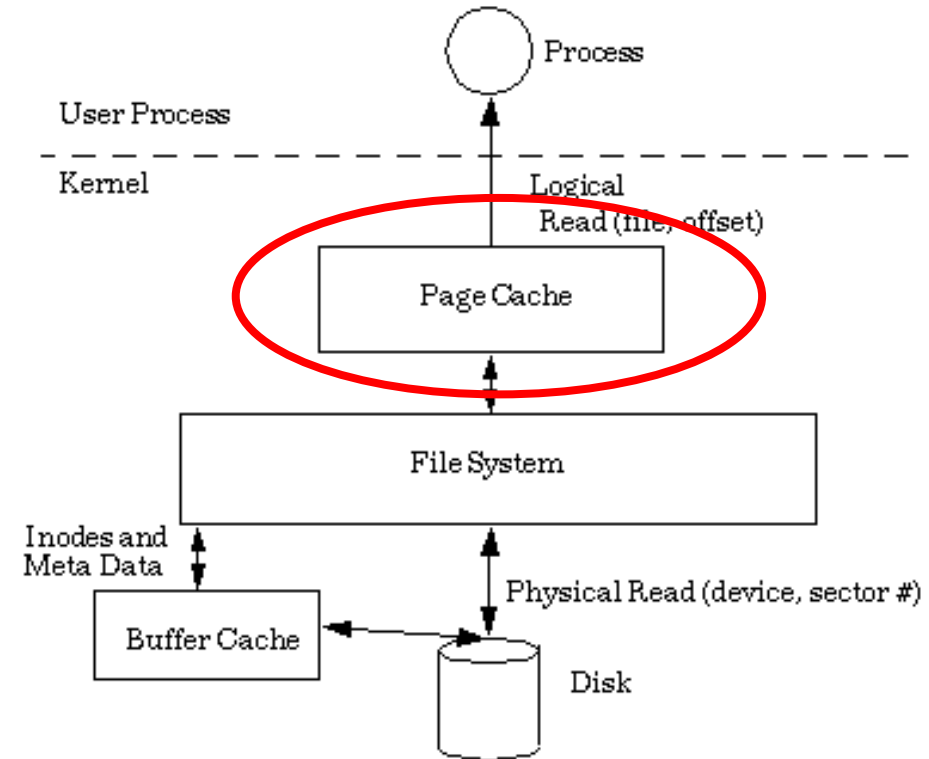 Process
User Process
Kernel
Logical
Read (file, offset)
Page Cache
File System
Inodes and
Meta Data
Physical Read (device, sector #)
Buffer Cache
Disk